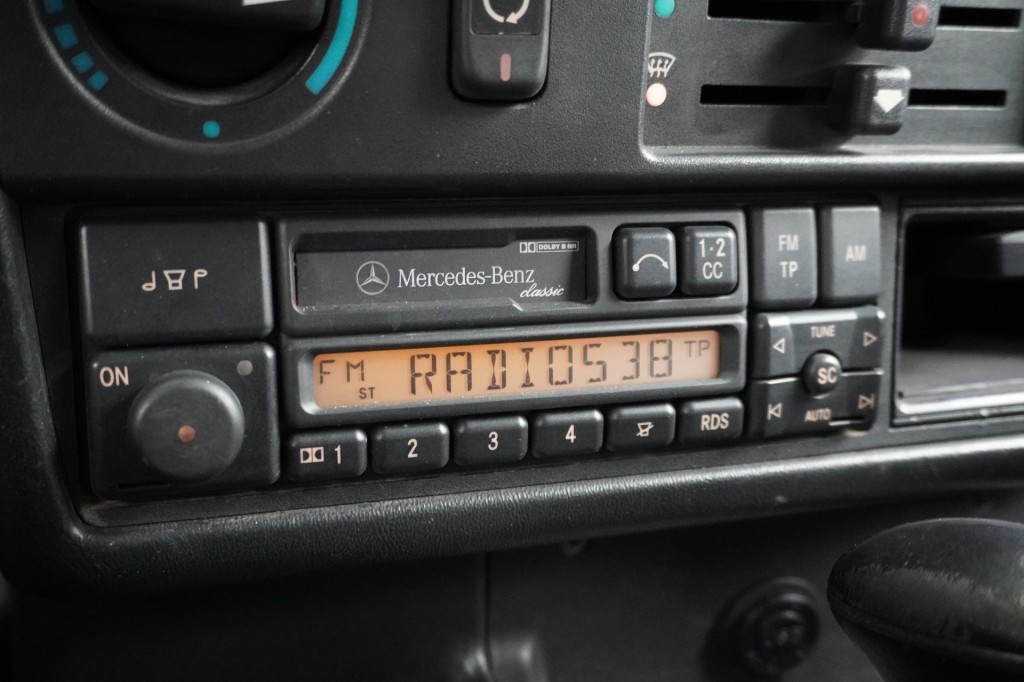 DOLBY B NR
Mercedes-Benz
classic
1·2
CC
FM
TP
AM
ON
FM
ST
RADIO538
TP
TUNE
SC
AUTO
1
2
3
4
RDS